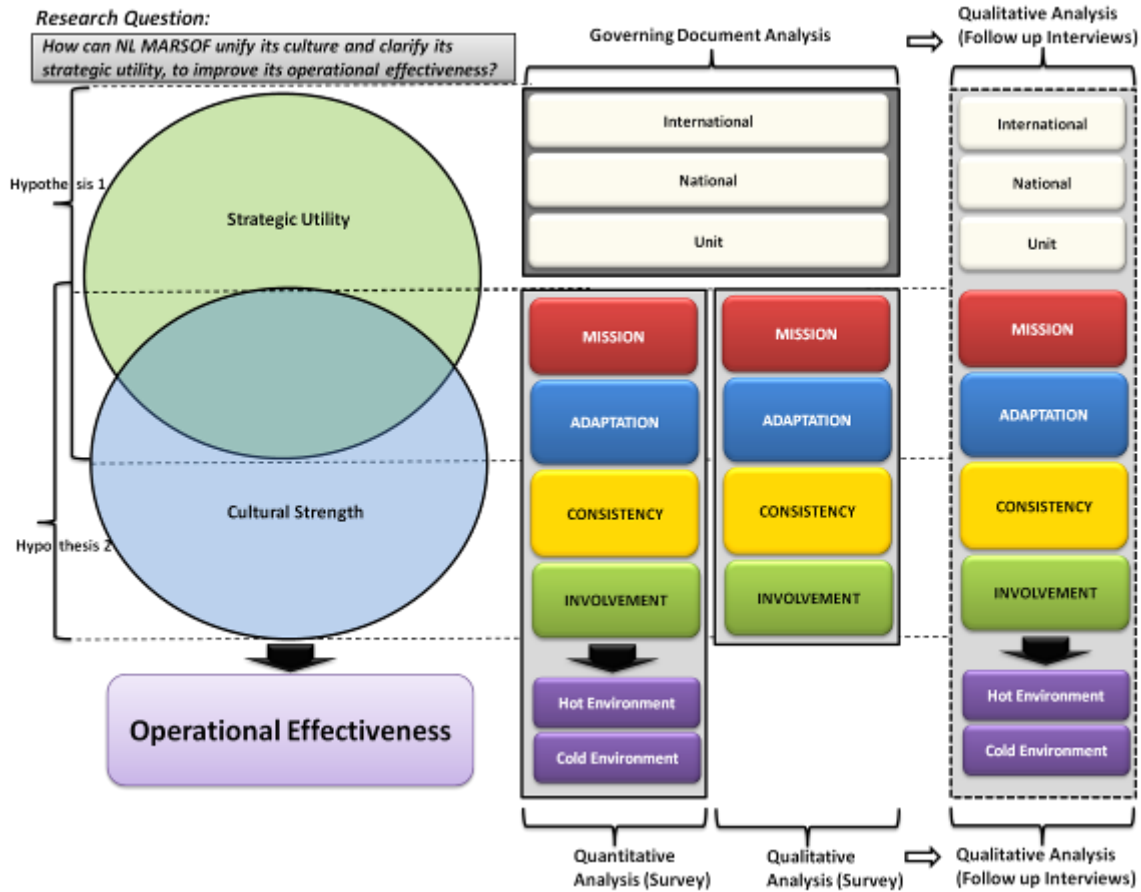 Research Question:
How can NL MARSOF unify its culture and clarify its
strategic utility, to improve its operational effectiveness?
Governing Document Analysis
Qualitative Analysis
(Follow up Interviews)
Hypothesis 1
Strategic Utility
International
National
Unit
International
National
Unit
Hypothesis 2
Cultural Strength
MISSION
ADAPTATION
CONSISTENCY
INVOLVEMENT
MISSION
ADAPTATION
CONSISTENCY
INVOLVEMENT
MISSION
ADAPTATION
CONSISTENCY
INVOLVEMENT
Operational Effectiveness
Hot Environment
Cold Environment
Hot Environment
Cold Environment
Quantitative
Analysis (Survey)
Qualitative
Analysis (Survey)
Qualitative Analysis
(Follow up Interviews)